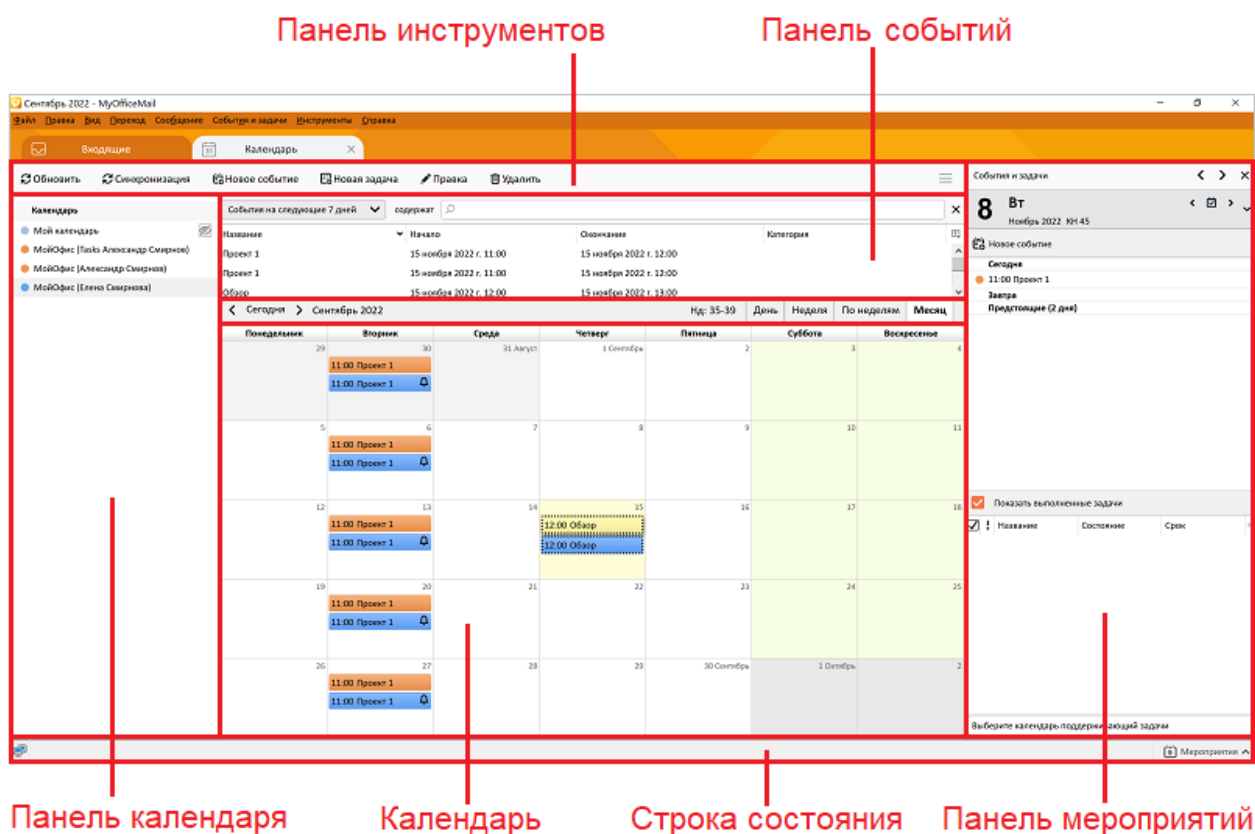 Панель инструментов
Панель событий
Сентябрь 2022 - MyOfficeMail
Файл Правка Вид Переход Сообщение События и задачи Инструменты Справка
Входящие
Календарь
Обновить Синхронизация Новое событие Новая задача Правка Удалить
Календарь
Мой календарь
МойОфис (Tasks Александр Смирнов)
МойОфис (Александр Смирнов)
МойОфис (Елена Смирнова)
События на следующие 7 дней содержат
Название Начало Окончание Категория
Проект 1 15 ноября 2022 г. 11:00 15 ноября 2022 г. 12:00
Проект 1 15 ноября 2022 г. 11:00 15 ноября 2022 г. 12:00
Обзор 15 ноября 2022 г. 12:00 15 ноября 2022 г. 13:00
Сегодня Сентябрь 2022 Нд: 35-39 День Неделя По неделям Месяц
Понедельник Вторник Среда Четверг Пятница Суббота Воскресенье
29 30 31 Август 1 Сентябрь 2 3 4
11:00 Проект 1
11:00 Проект 1
5 6 7 8 9 10 11
11:00 Проект 1
11:00 Проект 1
12 13 14 15 16 17 18
11:00 Проект 1 12:00 Обзор
11:00 Проект 1 12:00 Обзор
19 20 21 22 23 24 25
11:00 Проект 1
11:00 Проект 1
26 27 28 29 30 Сентябрь 1 Октябрь 2
11:00 Проект 1
11:00 Проект 1
События и задачи
8 Вт
Ноябрь 2022 КН 45
Новое событие
Сегодня
11:00 Проект 1
Завтра
Предстоящие (2 дня)
Показать выполненные задачи
! Название Состояние Срок
Выберите календарь поддерживающий задачи
Мероприятия
Панель календаря
Календарь
Строка состояния
Панель мероприятий